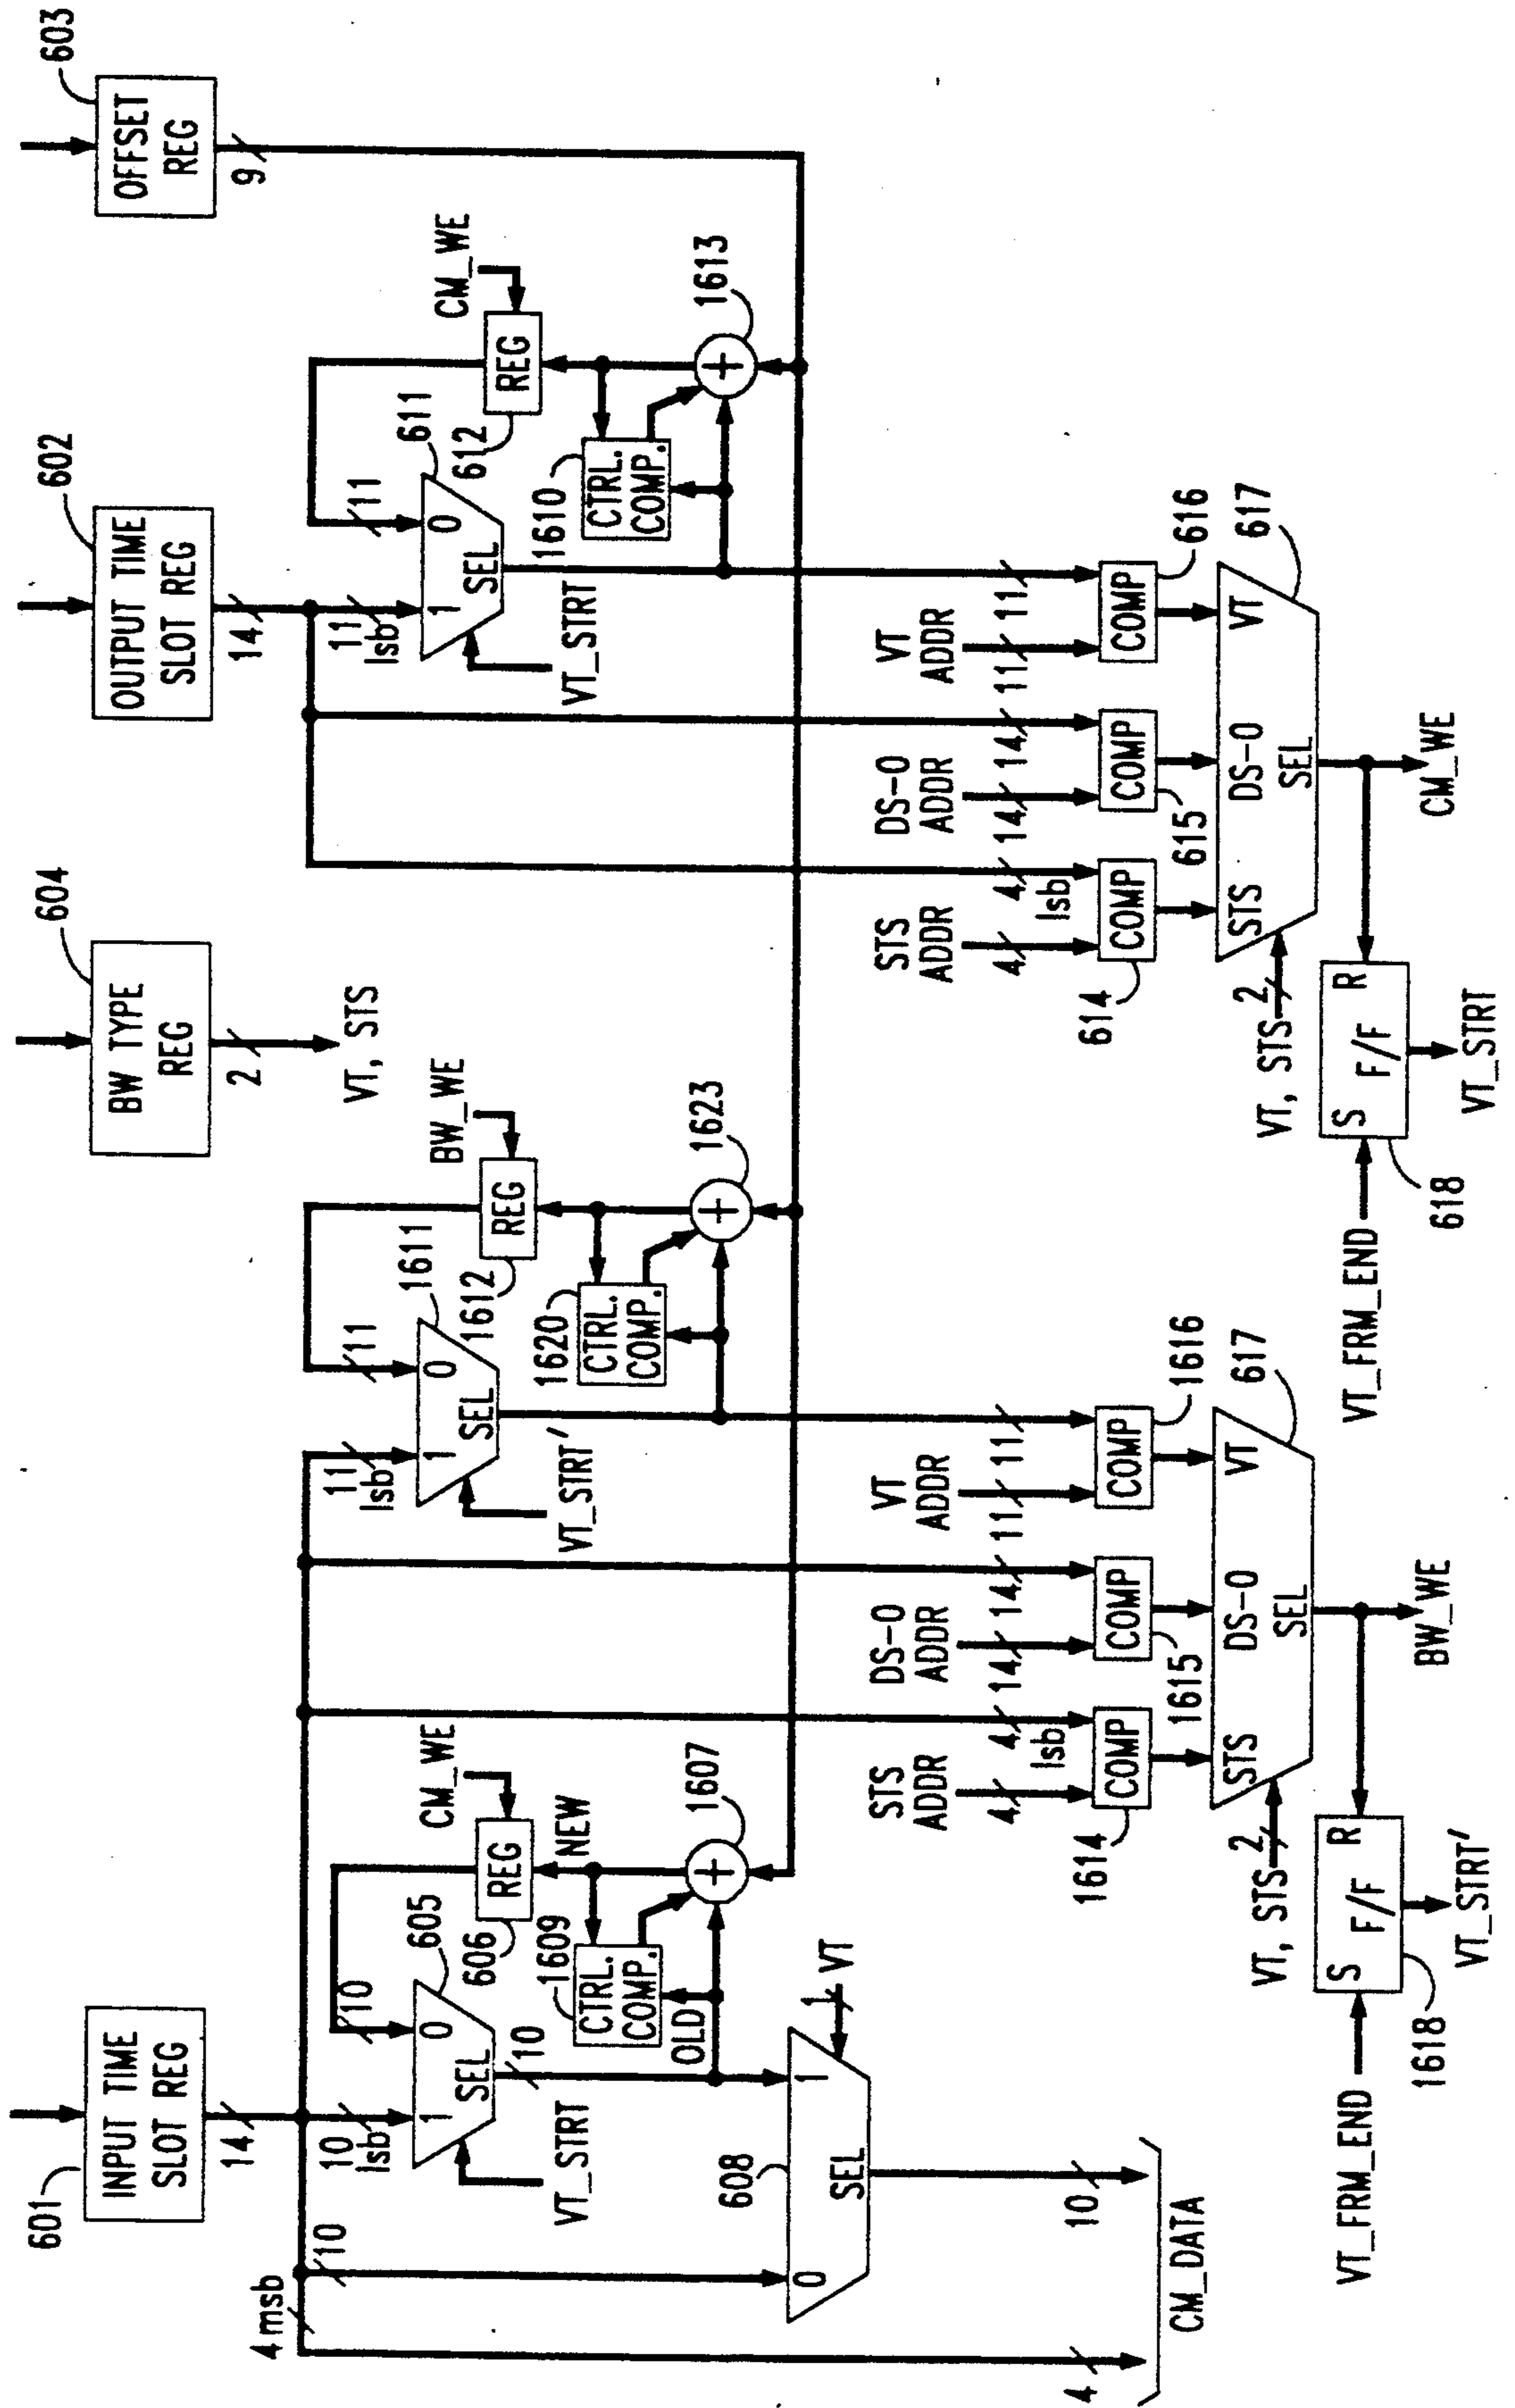 601
INPUT TIME
SLOT REG
604
BW TYPE
REG
602
OUTPUT TIME
SLOT REG
603
OFFSET
REG
14
2
VT, STS
14
9
4msb
10
10
lsb
10
1
0
SEL
605
VT_STRT
10
CM_WE
REG
606
NEW
1609
CTRL.
COMP.
OLD
1607
608
0
1
SEL
1
VT
4
10
CM_DATA
11
lsb
11
1
0
SEL
1611
VT_STRT'
BW_WE
REG
1612
1620
CTRL.
COMP.
1623
STS
ADDR
DS-0
ADDR
VT
ADDR
4
4
lsb
14
14
11
11
COMP
COMP
COMP
1614
1615
1616
STS
DS-0
VT
SEL
617
VT, STS
2
BW_WE
S
R
F/F
VT_FRM_END
1618
VT_STRT'
11
lsb
11
1
0
SEL
611
VT_STRT
CM_WE
REG
612
1610
CTRL.
COMP.
1613
STS
ADDR
DS-0
ADDR
VT
ADDR
4
4
lsb
14
14
11
11
COMP
COMP
COMP
614
615
616
STS
DS-0
VT
SEL
617
VT, STS
2
CM_WE
S
R
F/F
VT_FRM_END
618
VT_STRT